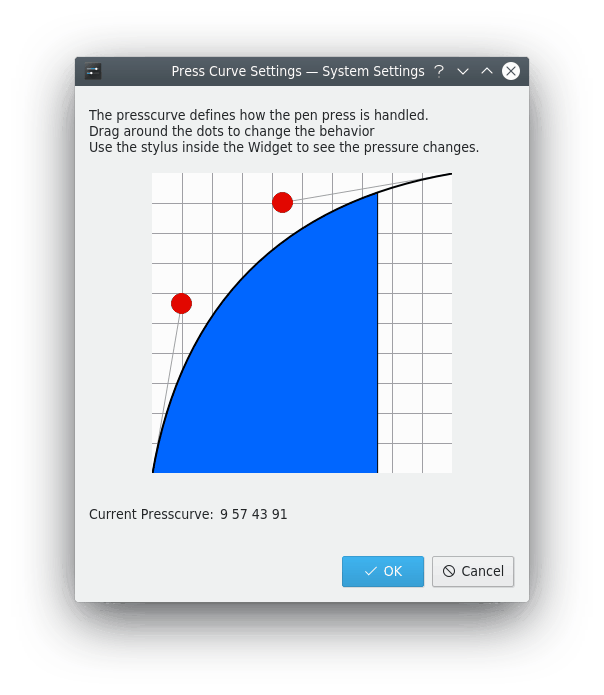 Press Curve Settings — System Settings
The presscurve defines how the pen press is handled.
Drag around the dots to change the behavior
Use the stylus inside the Widget to see the pressure changes.
Current Presscurve: 9 57 43 91
OK
Cancel